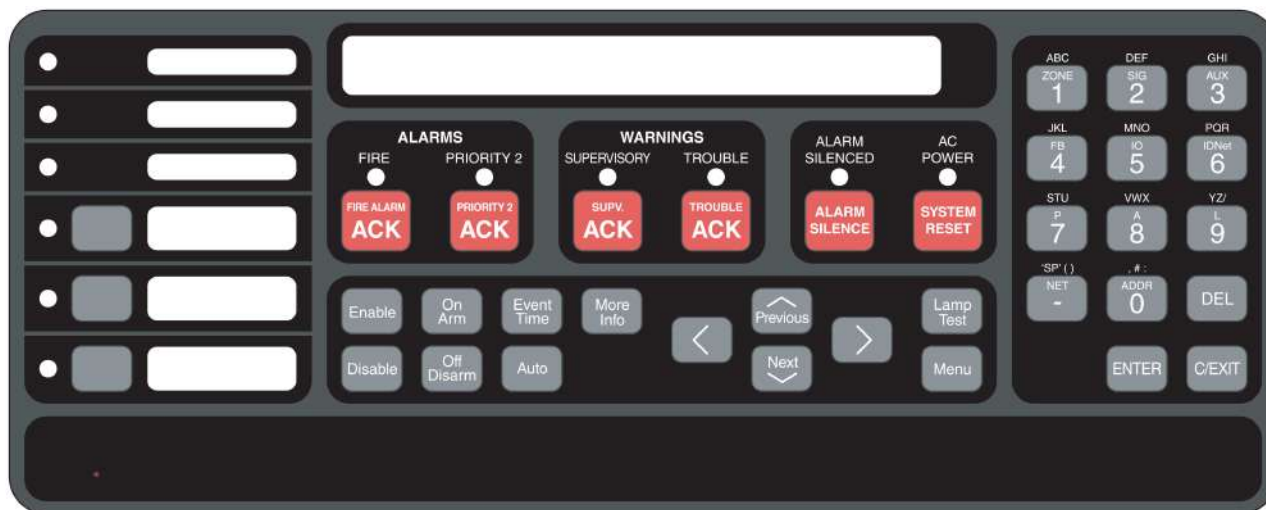 ALARMS
FIRE PRIORITY 2
FIRE ALARM
ACK
PRIORITY 2
ACK
WARNINGS
SUPERVISORY TROUBLE
SUPV.
ACK
TROUBLE
ACK
ALARM
SILENCED
ALARM
SILENCE
AC
POWER
SYSTEM
RESET
Enable
On
Arm
Event
Time
More
Info
Previous
Lamp
Test
Disable
Off
Disarm
Auto
Next
Menu
ABC DEF GHI
ZONE SIG AUX
1 2 3
JKL MNO PQR
FB IO IDNet
4 5 6
STU VWX YZ/
P A L
7 8 9
'SP' ( ) , # :
NET ADDR
- 0 DEL
ENTER C/EXIT